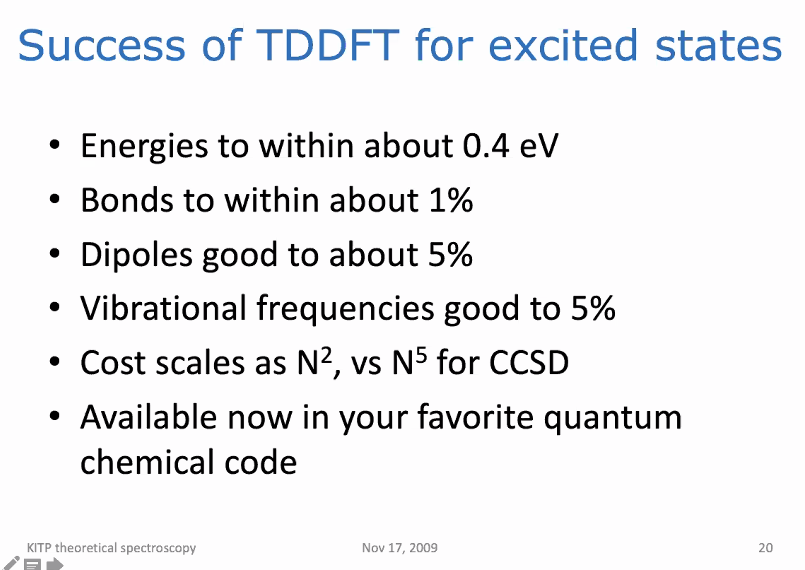 Success of TDDFT for excited states
• Energies to within about 0.4 eV
• Bonds to within about 1%
• Dipoles good to about 5%
• Vibrational frequencies good to 5%
• Cost scales as N², vs N⁵ for CCSD
• Available now in your favorite quantum
chemical code
KITP theoretical spectroscopy
Nov 17, 2009
20